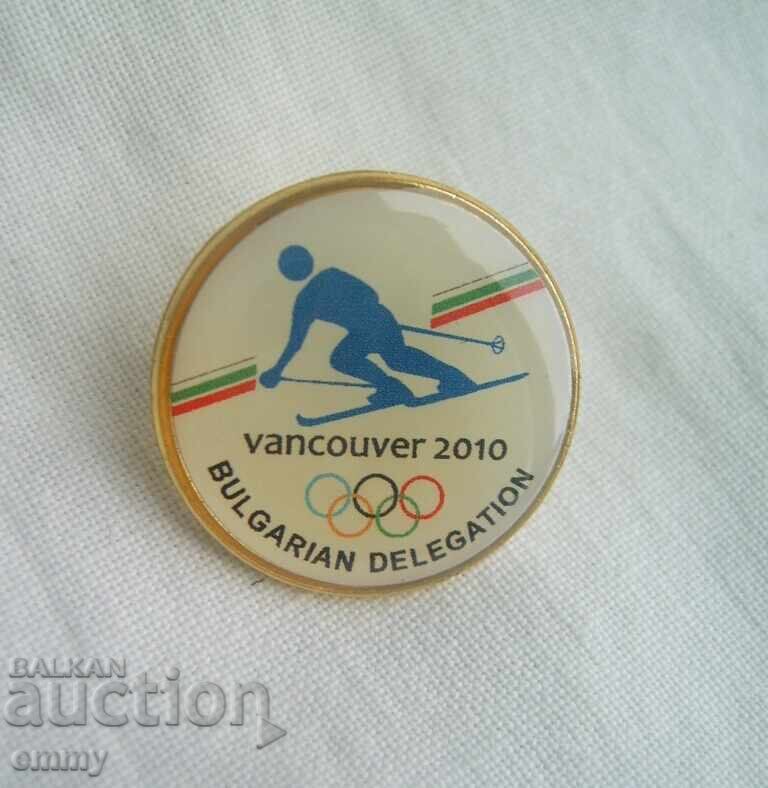 vancouver 2010
BULGARIAN DELEGATION
BALKAN
auction
emmy